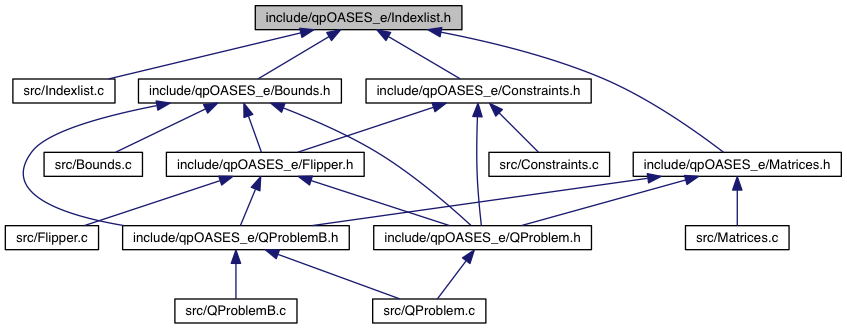 include/qpOASES_e/Indexlist.h
src/Indexlist.c
include/qpOASES_e/Bounds.h
include/qpOASES_e/Constraints.h
src/Bounds.c
include/qpOASES_e/Flipper.h
src/Constraints.c
include/qpOASES_e/Matrices.h
src/Flipper.c
include/qpOASES_e/QProblemB.h
include/qpOASES_e/QProblem.h
src/Matrices.c
src/QProblemB.c
src/QProblem.c